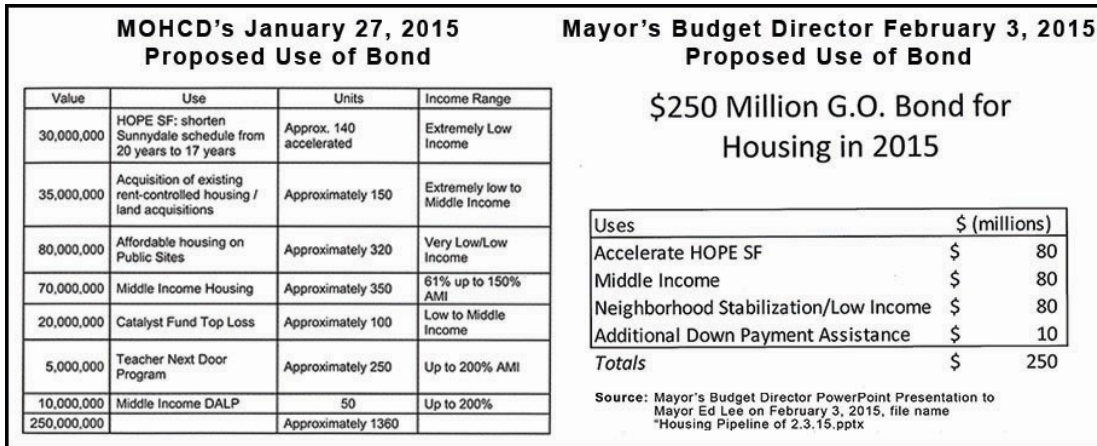 MOHCD's January 27, 2015
Proposed Use of Bond
Value Use Units Income Range
30,000,000 HOPE SF: shorten Sunnydale schedule from 20 years to 17 years Approx. 140 accelerated Extremely Low Income
35,000,000 Acquisition of existing rent-controlled housing / land acquisitions Approximately 150 Extremely low to Middle Income
80,000,000 Affordable housing on Public Sites Approximately 320 Very Low/Low Income
70,000,000 Middle Income Housing Approximately 350 61% up to 150% AMI
20,000,000 Catalyst Fund Top Loss Approximately 100 Low to Middle Income
5,000,000 Teacher Next Door Program Approximately 250 Up to 200% AMI
10,000,000 Middle Income DALP 50 Up to 200%
250,000,000 Approximately 1360
Mayor's Budget Director February 3, 2015
Proposed Use of Bond
$250 Million G.O. Bond for
Housing in 2015
Uses $ (millions)
Accelerate HOPE SF $ 80
Middle Income $ 80
Neighborhood Stabilization/Low Income $ 80
Additional Down Payment Assistance $ 10
Totals $ 250
Source: Mayor's Budget Director PowerPoint Presentation to
Mayor Ed Lee on February 3, 2015, file name
"Housing Pipeline of 2.3.15.pptx